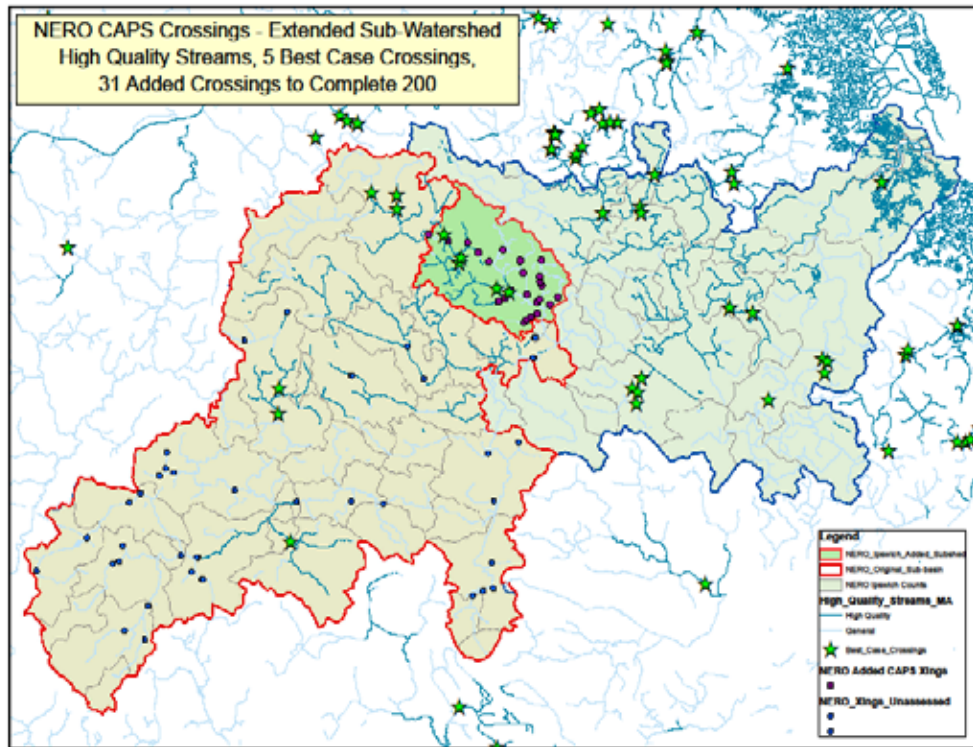 NERO CAPS Crossings - Extended Sub-Watershed
High Quality Streams, 5 Best Case Crossings,
31 Added Crossings to Complete 200
Legend
NERO_Ipswich_Added_Subshed
NERO_Original_Sub-basin
NERO Ipswich Counts
High_Quality_Streams_MA
High Quality
General
Best_Case_Crossings
NERO Added CAPS Xings
NERO_Xings_Unassessed